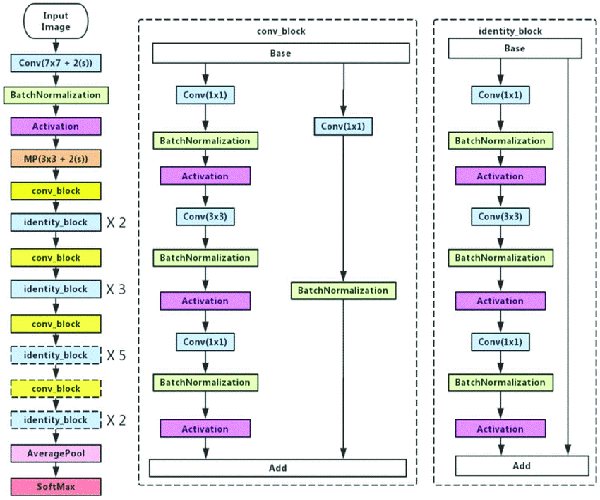 Input
Image
Conv(7x7 + 2(s))
BatchNormalization
Activation
MP(3x3 + 2(s))
conv_block
identity_block X 2
conv_block
identity_block X 3
conv_block
identity_block X 5
conv_block
identity_block X 2
AveragePool
SoftMax
conv_block
Base
Conv(1x1)
BatchNormalization
Activation
Conv(3x3)
BatchNormalization
Activation
Conv(1x1)
BatchNormalization
Activation
Conv(1x1)
BatchNormalization
Add
identity_block
Base
Conv(1x1)
BatchNormalization
Activation
Conv(3x3)
BatchNormalization
Activation
Conv(1x1)
BatchNormalization
Activation
Add